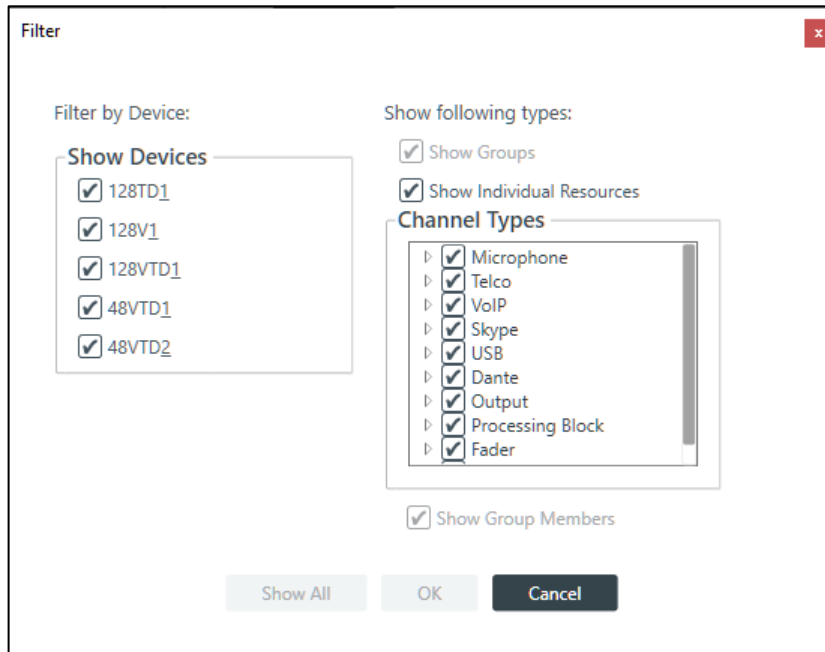 Filter
x
Filter by Device:
Show Devices
128TD1
128V1
128VTD1
48VTD1
48VTD2
Show following types:
Show Groups
Show Individual Resources
Channel Types
Microphone
Telco
VoIP
Skype
USB
Dante
Output
Processing Block
Fader
Show Group Members
Show All
OK
Cancel